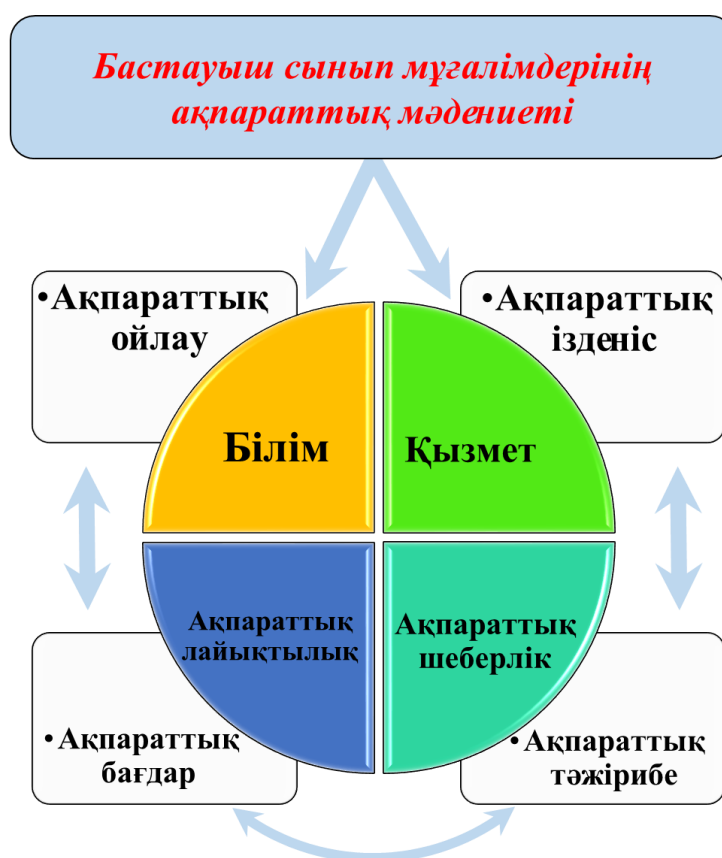 Бастауыш сынып мұғалімдерінің
ақпараттық мәдениеті
•Ақпараттық
ойлау
•Ақпараттық
ізденіс
Білім
Қызмет
Ақпараттық
лайықтылық
Ақпараттық
шеберлік
•Ақпараттық
бағдар
•Ақпараттық
тәжірибе